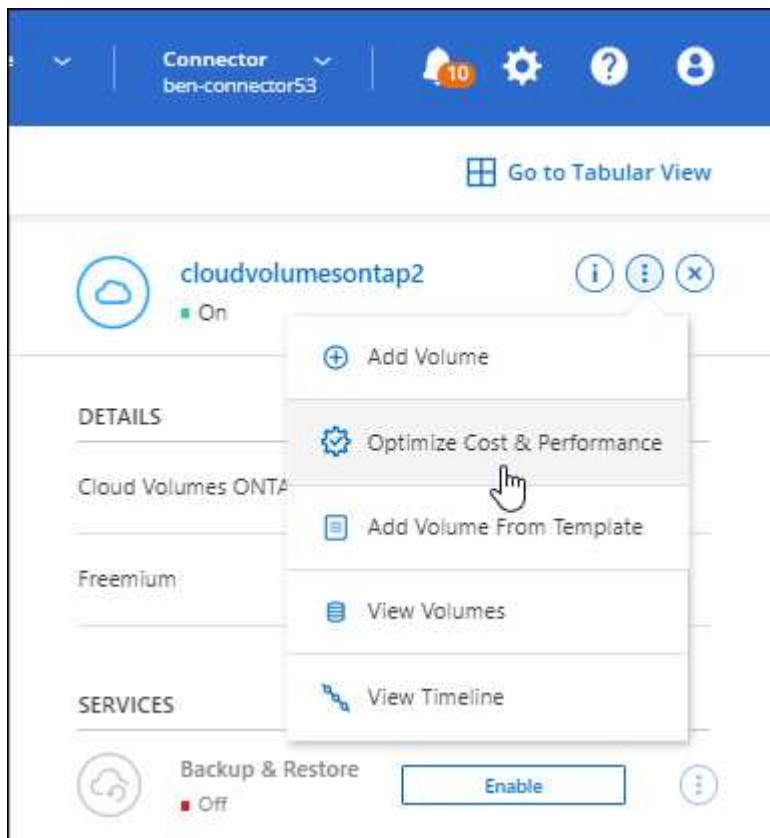 Connector
ben-connector53
10
Go to Tabular View
cloudvolumesontap2
On
Add Volume
DETAILS
Optimize Cost & Performance
Cloud Volumes ONTA
Add Volume From Template
Freemium
View Volumes
View Timeline
SERVICES
Backup & Restore
Enable
Off